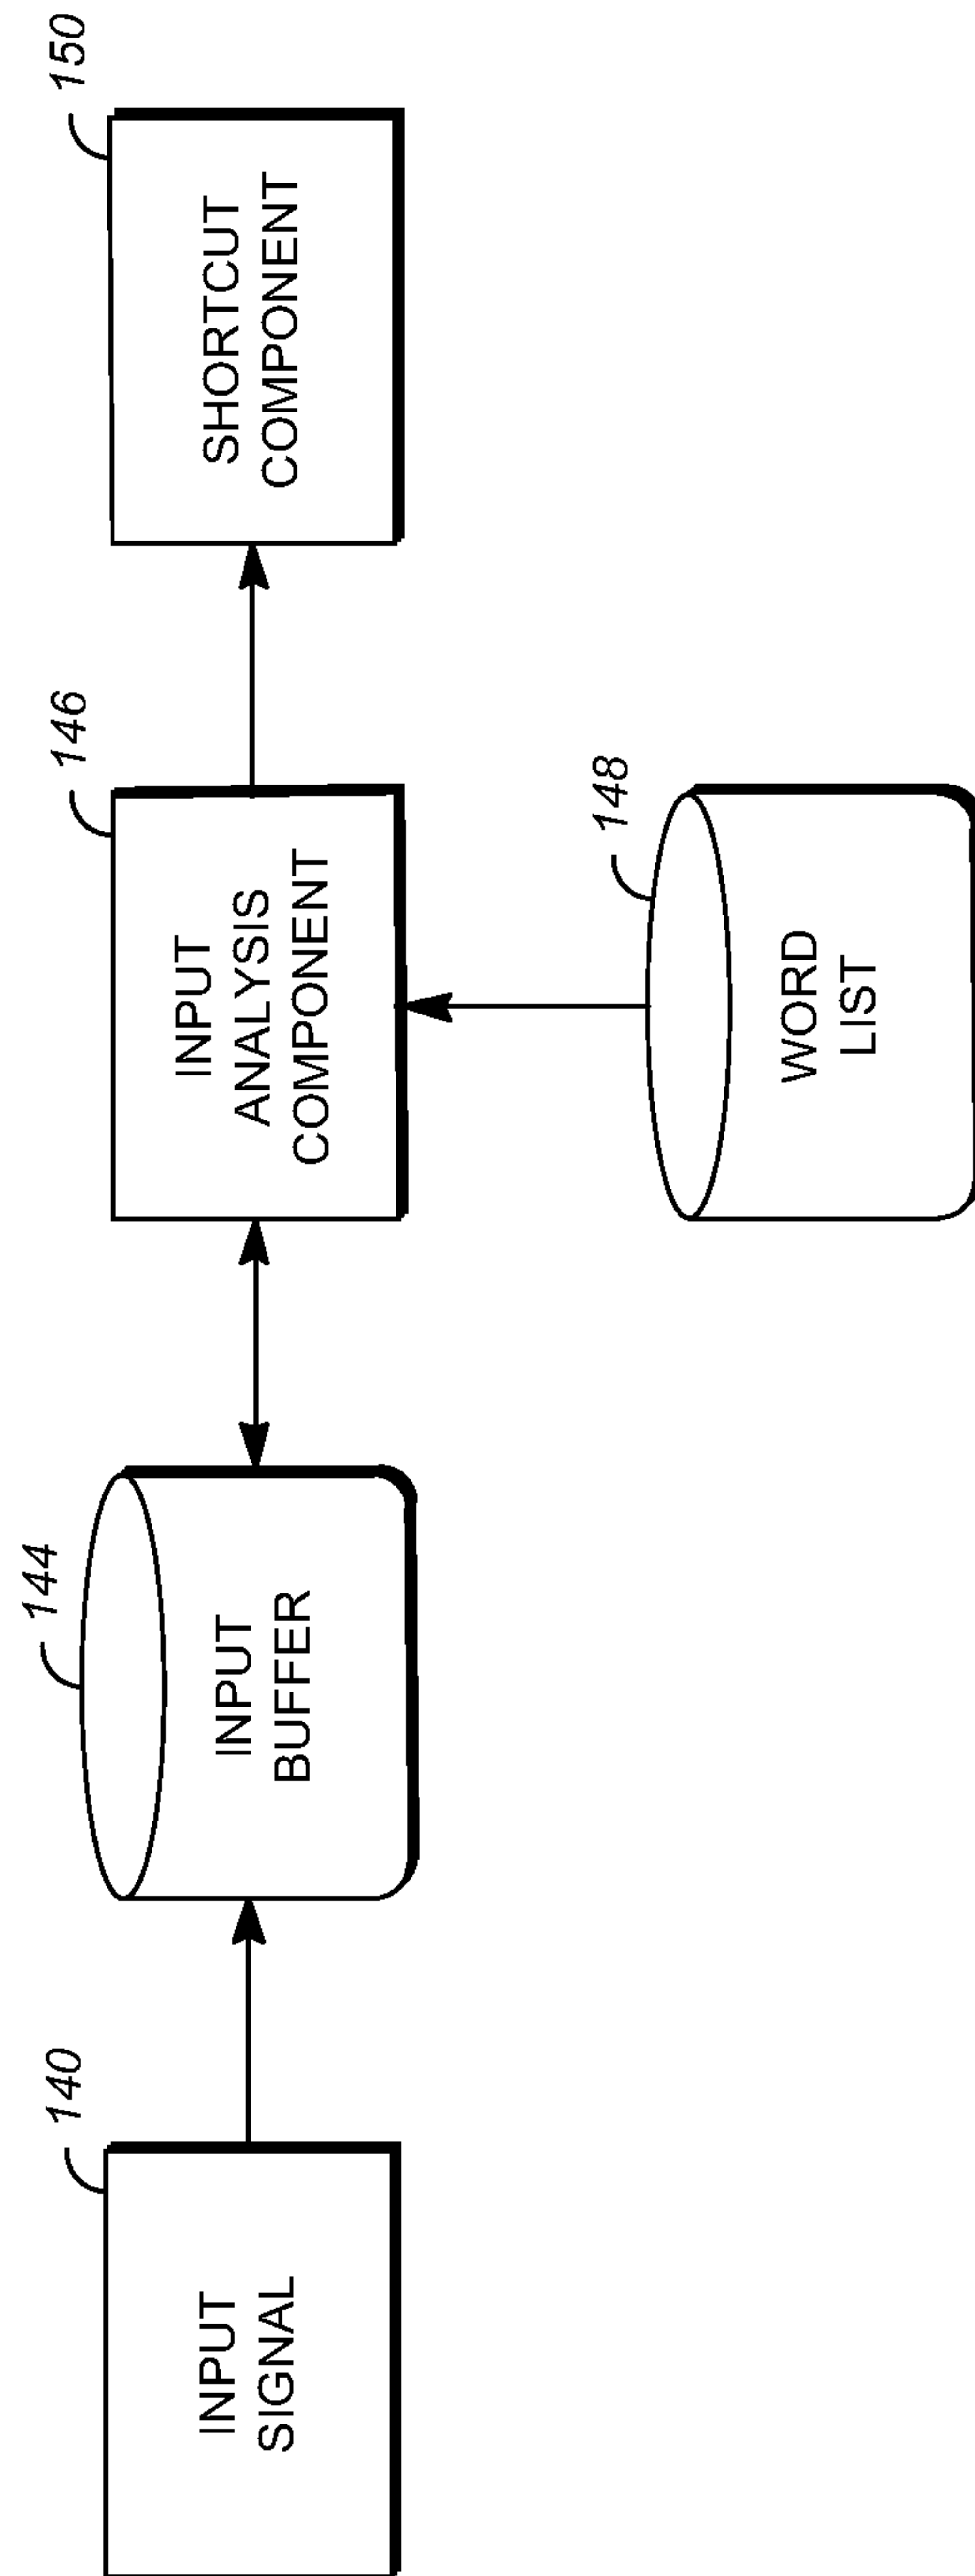 140
INPUT
SIGNAL
144
INPUT
BUFFER
146
INPUT
ANALYSIS
COMPONENT
150
SHORTCUT
COMPONENT
148
WORD
LIST